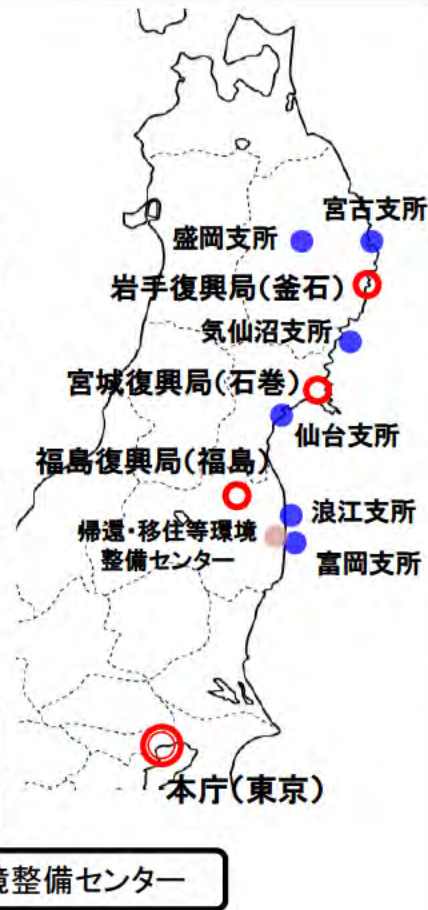 宮古支所
盛岡支所
岩手復興局(釜石)
気仙沼支所
宮城復興局(石巻)
仙台支所
福島復興局(福島)
浪江支所
帰還・移住等環境
整備センター
富岡支所
本庁(東京)
境整備センター